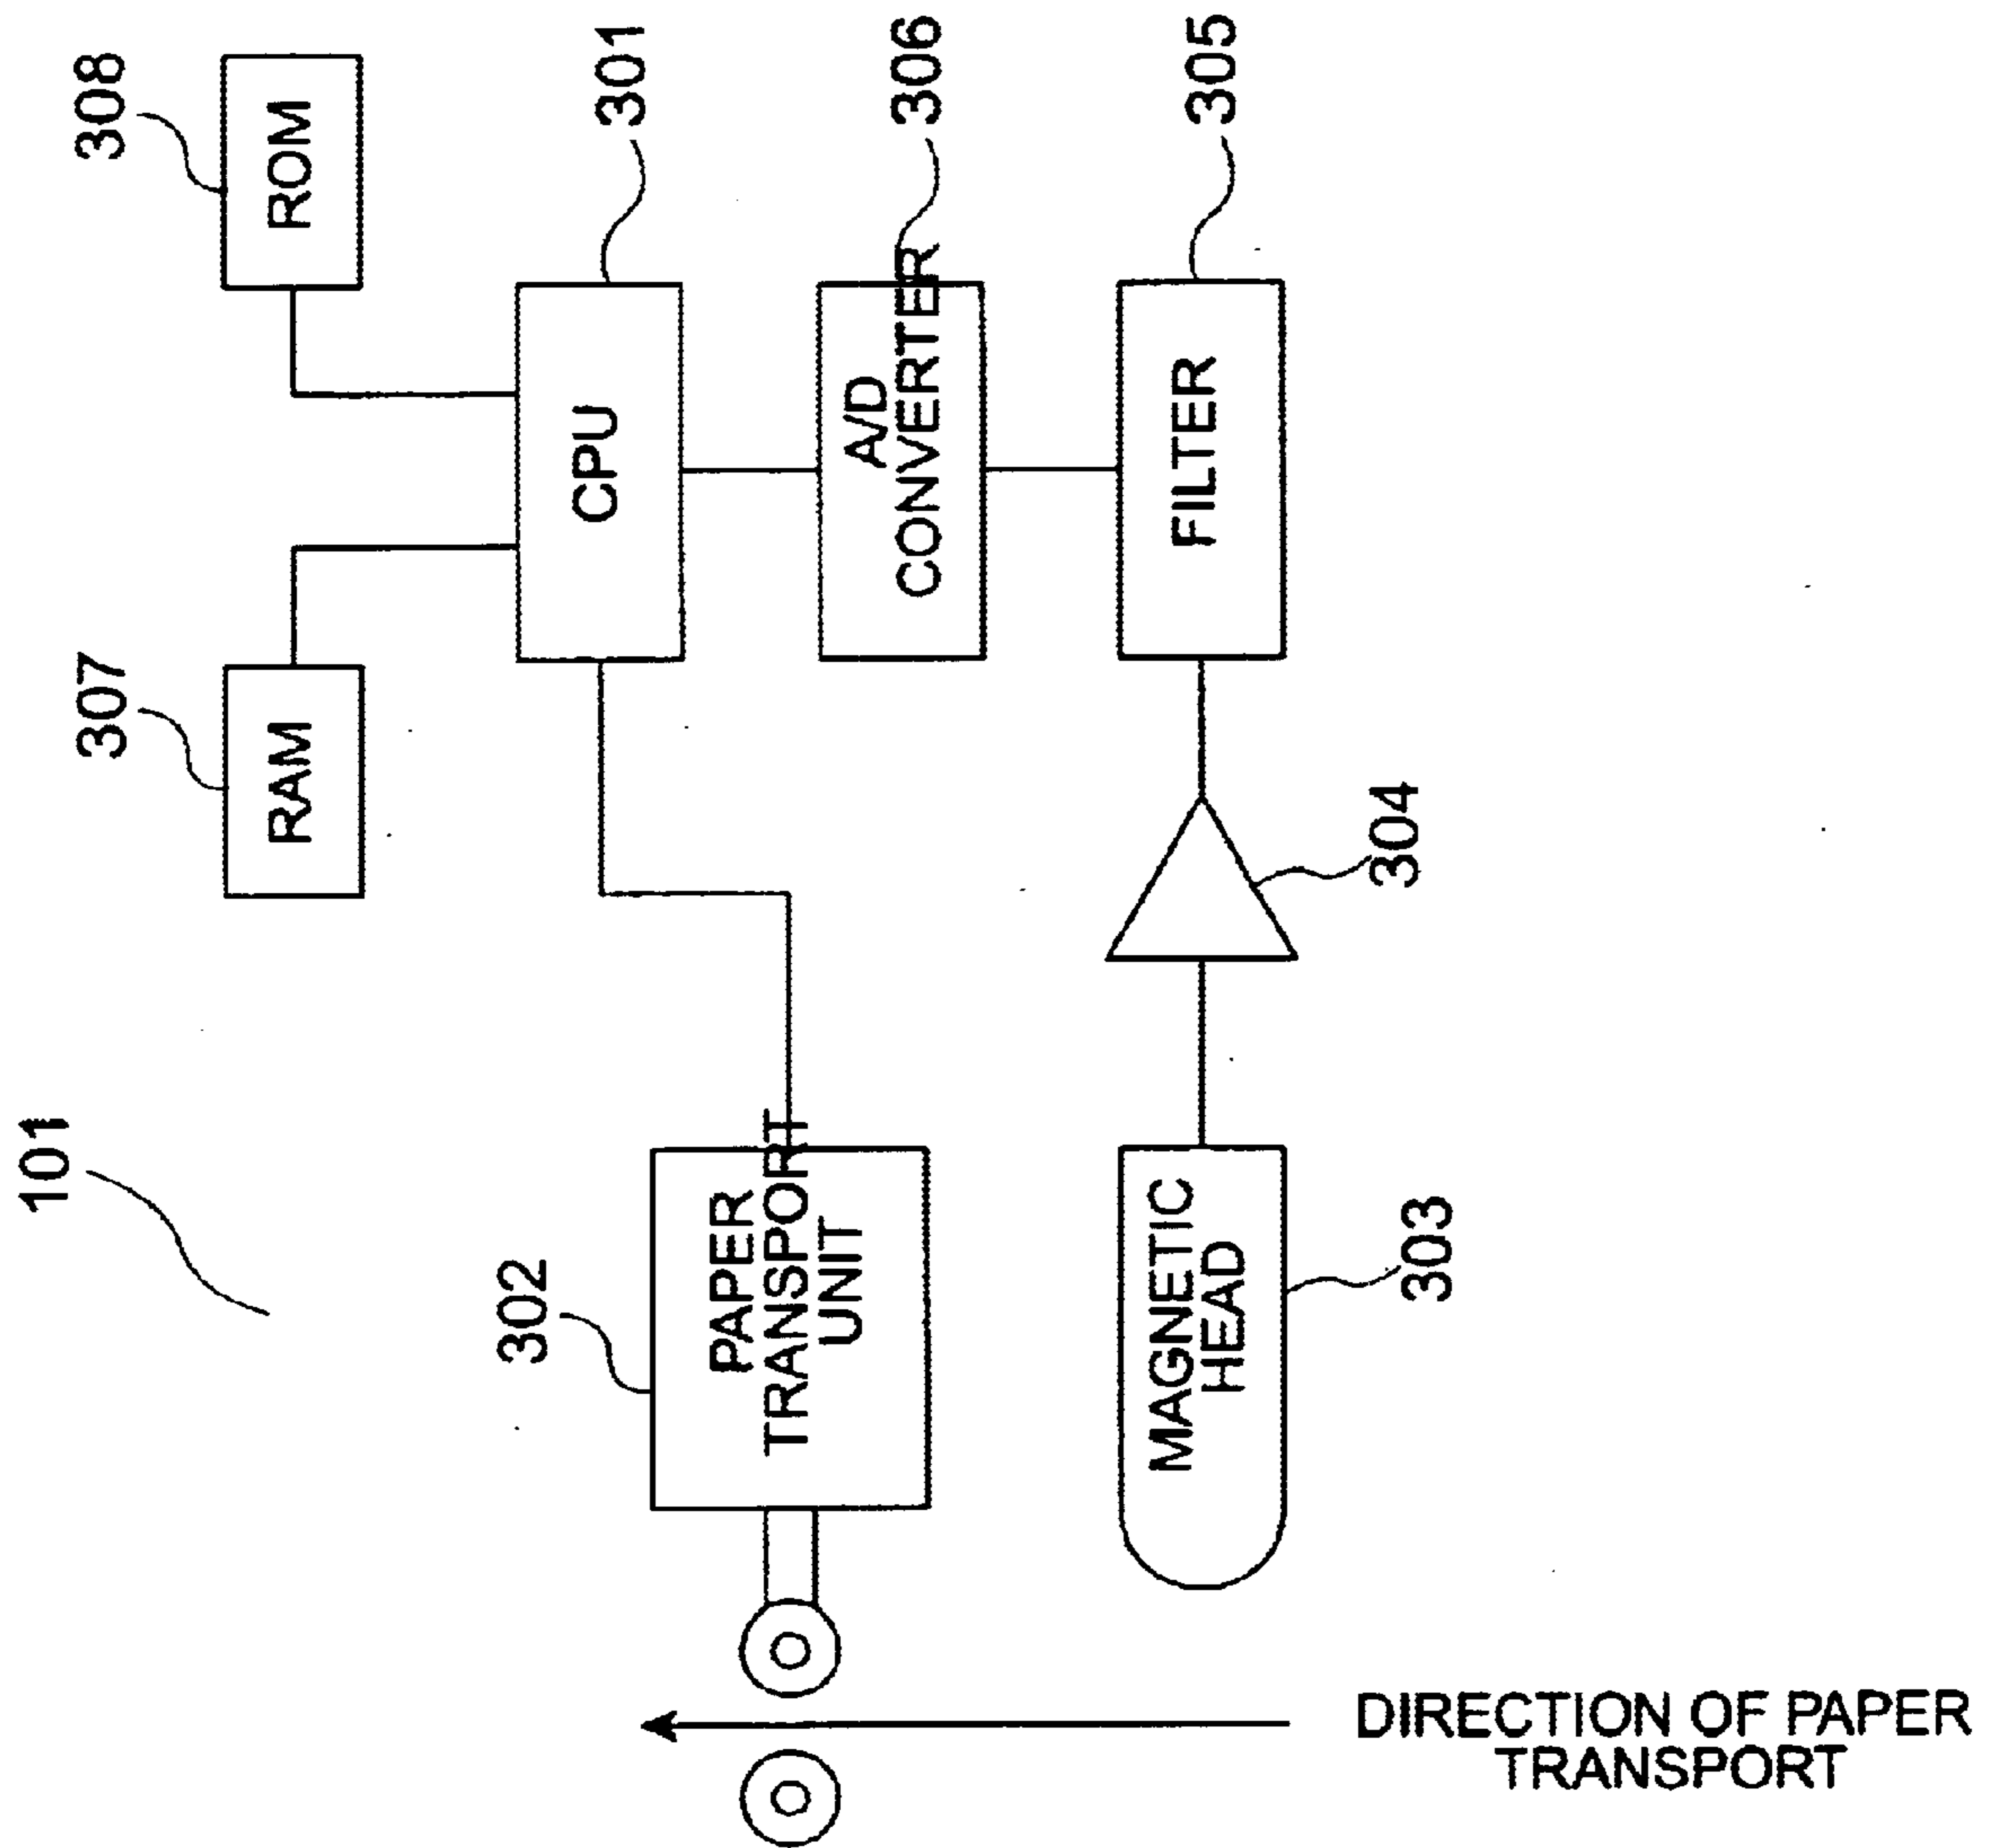 101
307
RAM
308
ROM
302
PAPER
TRANSPORT
UNIT
CPU
301
A/D
CONVERTER
306
MAGNETIC
HEAD
303
304
FILTER
305
DIRECTION OF PAPER
TRANSPORT